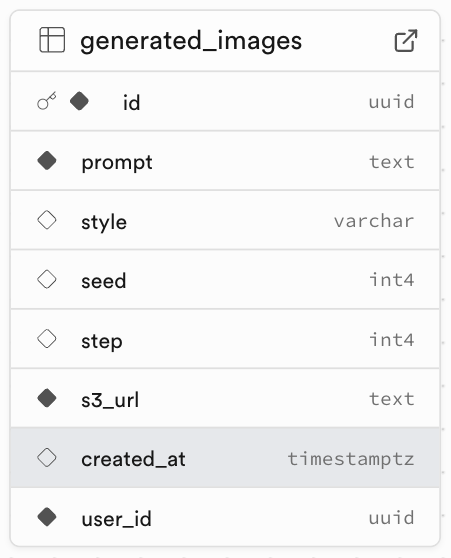 generated_images
id uuid
prompt text
style varchar
seed int4
step int4
s3_url text
created_at timestamptz
user_id uuid